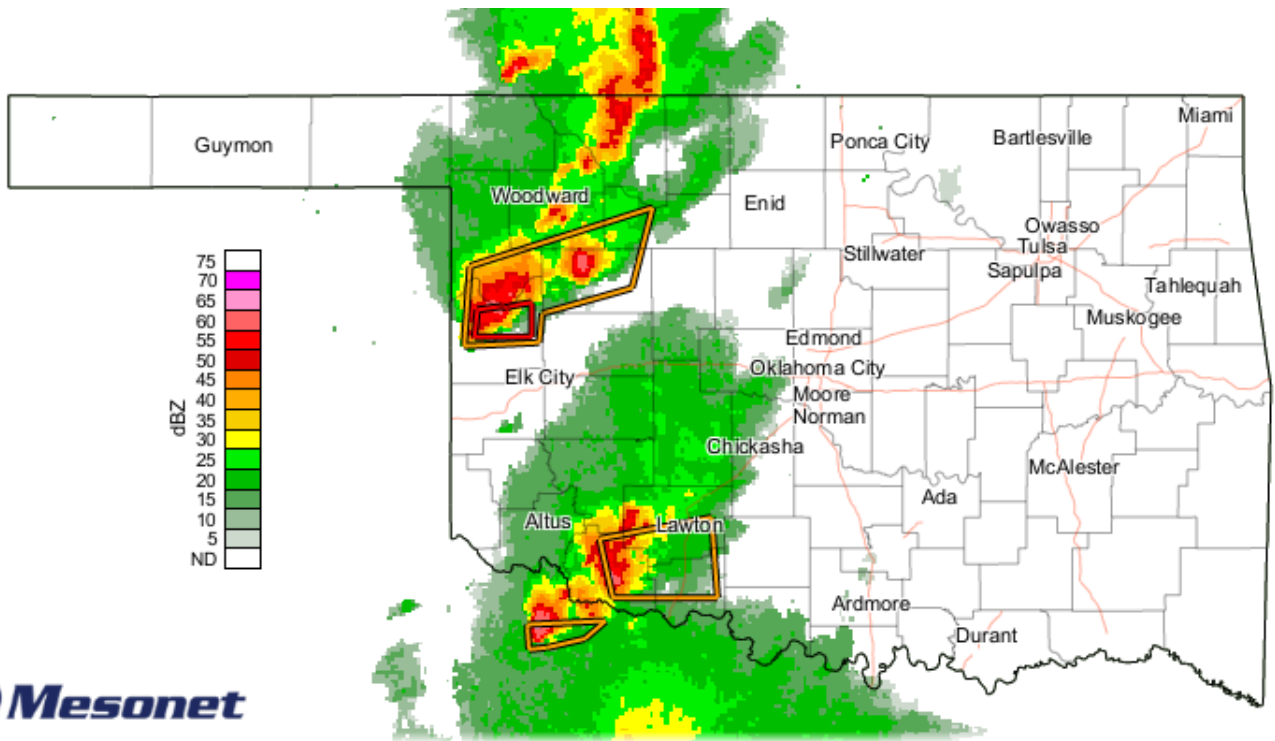 Miami
Ponca City
Bartlesville
Guymon
Woodward
Enid
Owasso
Tulsa
Stillwater
Sapulpa
Tahlequah
Muskogee
75
70
65
60
55
50
45
40
35
30
25
20
15
10
5
ND
dBZ
Edmond
Elk City
Oklahoma City
Moore
Norman
Chickasha
McAlester
Ada
Altus
Lawton
Ardmore
Durant
Mesonet